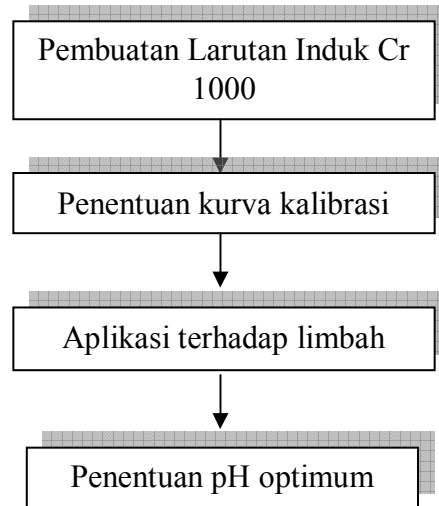 Pembuatan Larutan Induk Cr
1000
Penentuan kurva kalibrasi
Aplikasi terhadap limbah
Penentuan pH optimum